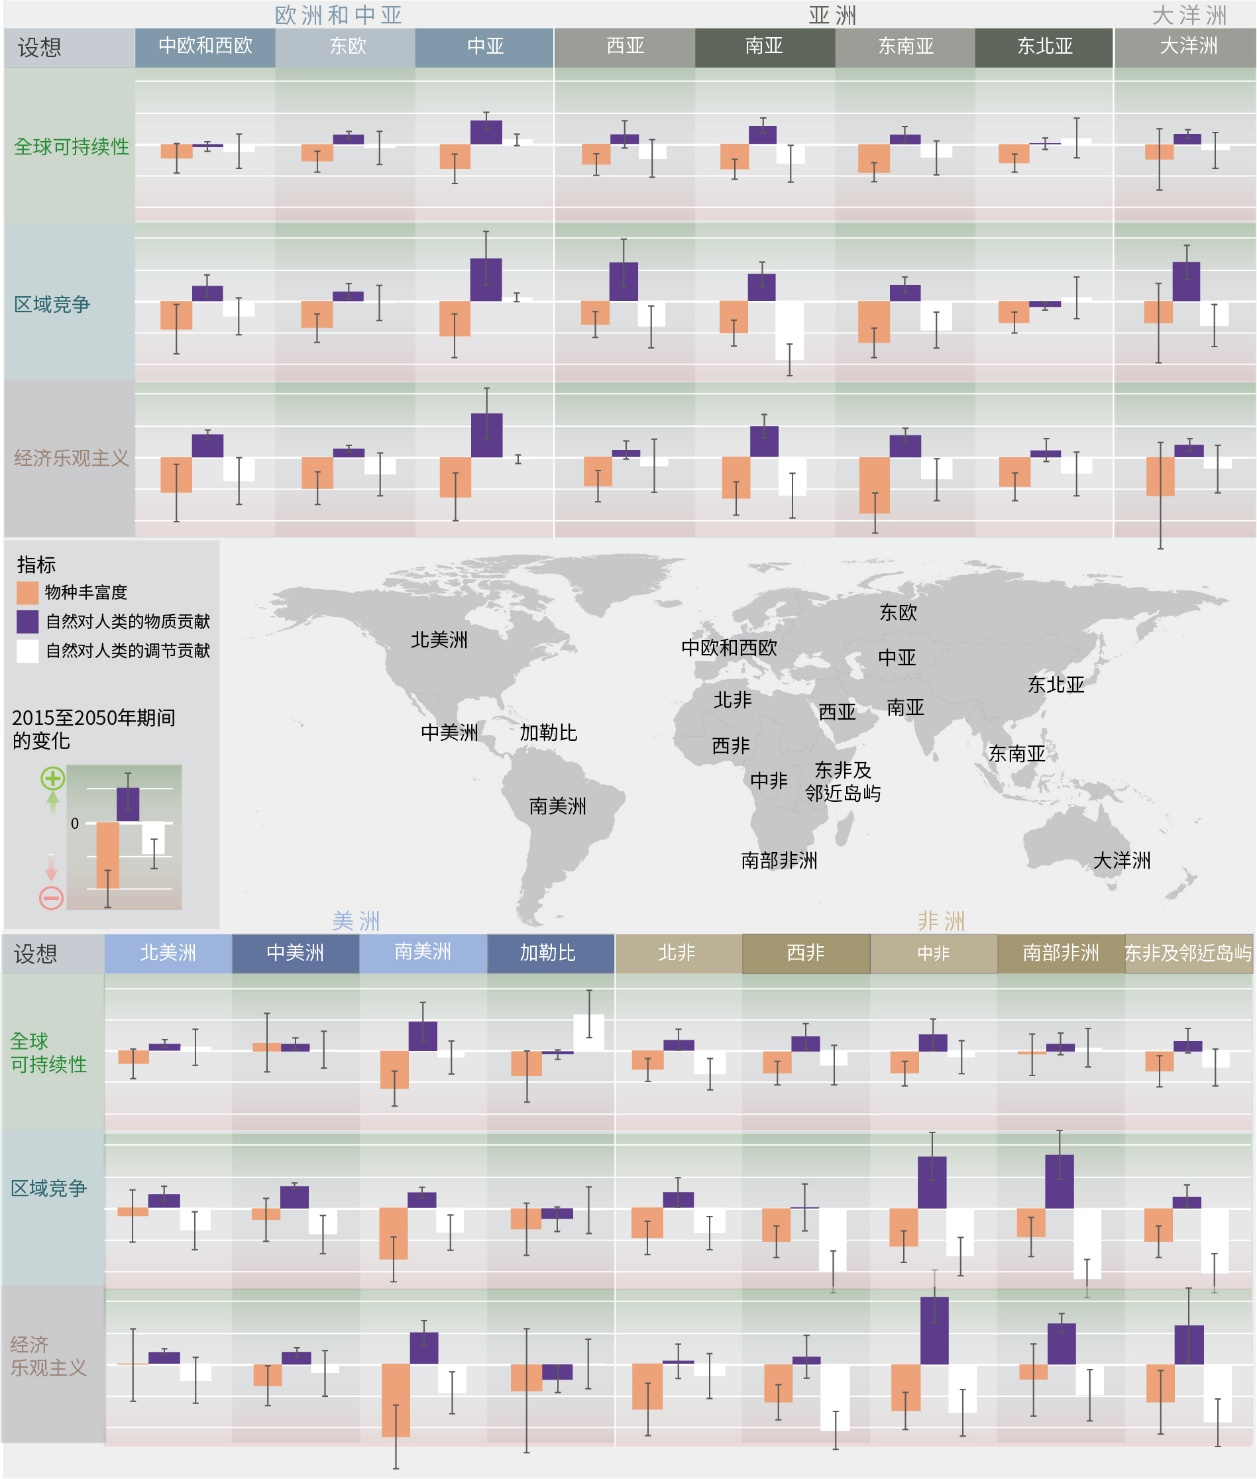 欧洲和中亚
亚洲
大洋洲
设想
中欧和西欧
东欧
中亚
西亚
南亚
东南亚
东北亚
大洋洲
全球可持续性
区域竞争
经济乐观主义
指标
物种丰富度
自然对人类的物质贡献
自然对人类的调节贡献
2015至2050年期间
的变化
0
北美洲
中美洲
加勒比
南美洲
中欧和西欧
东欧
中亚
东北亚
北非
西亚
南亚
西非
东南亚
中非
东非及
邻近岛屿
南部非洲
大洋洲
美洲
非洲
设想
北美洲
中美洲
南美洲
加勒比
北非
西非
中非
南部非洲
东非及邻近岛屿
全球
可持续性
区域竞争
经济
乐观主义